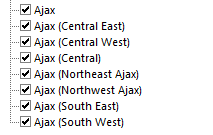 Ajax
Ajax (Central East)
Ajax (Central West)
Ajax (Central)
Ajax (Northeast Ajax)
Ajax (Northwest Ajax)
Ajax (South East)
Ajax (South West)